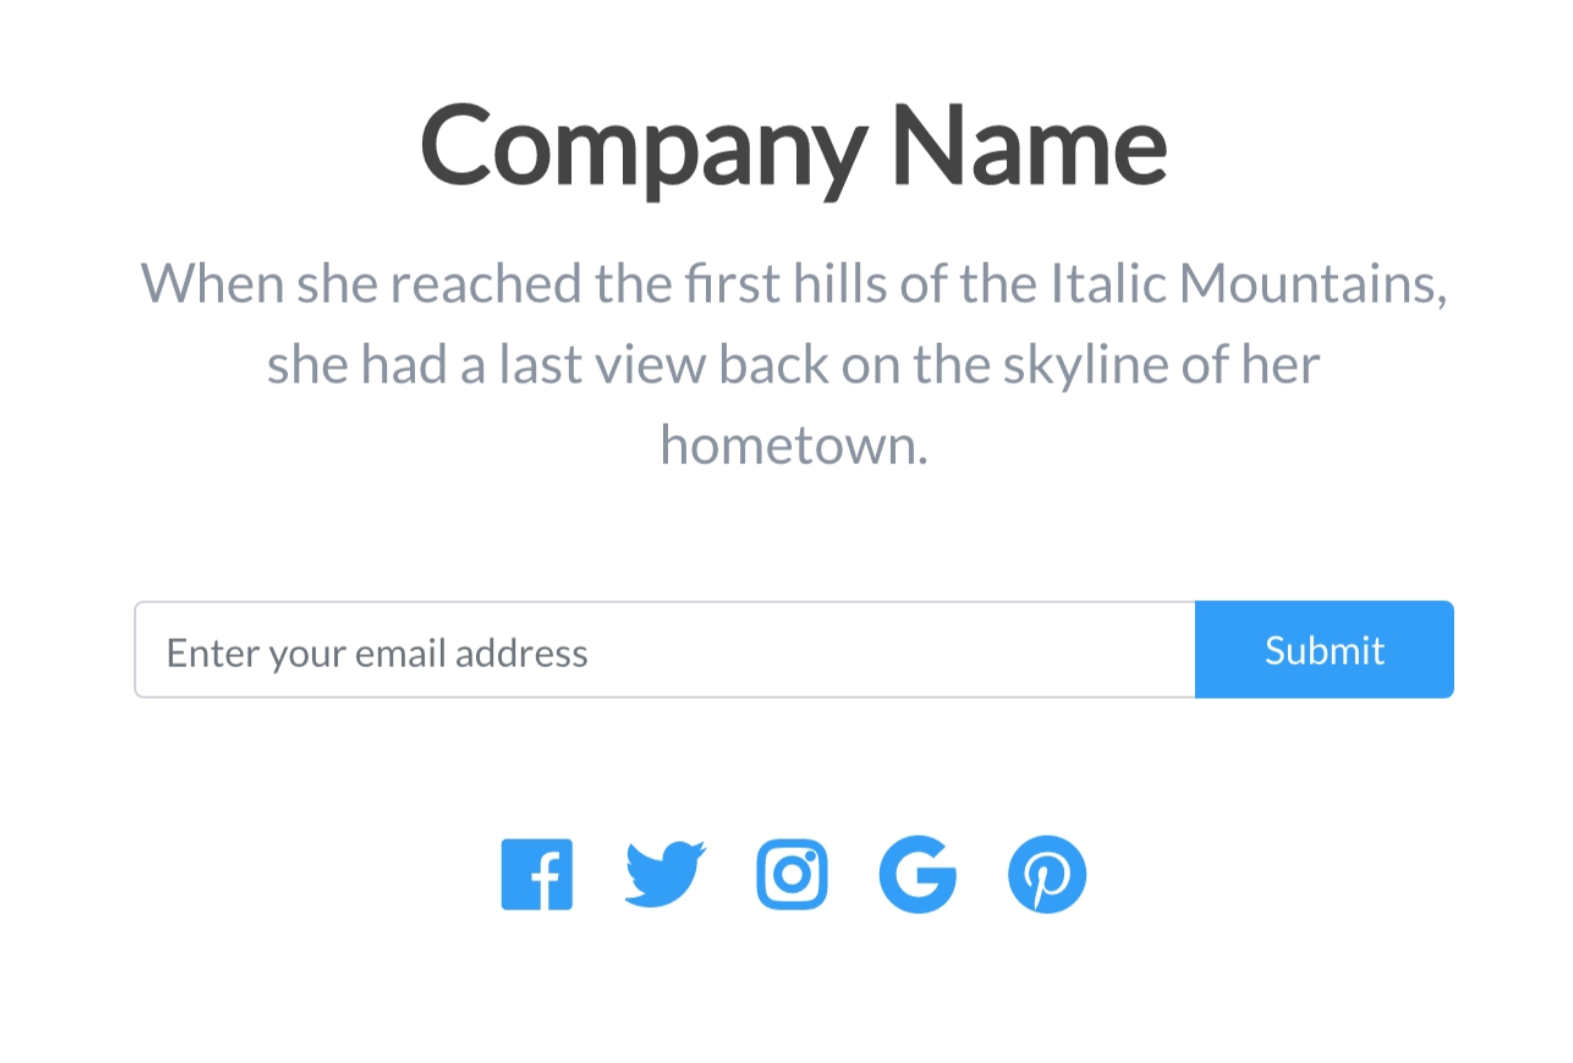 Company Name
When she reached the first hills of the Italic Mountains,
she had a last view back on the skyline of her
hometown.
Enter your email address
Submit